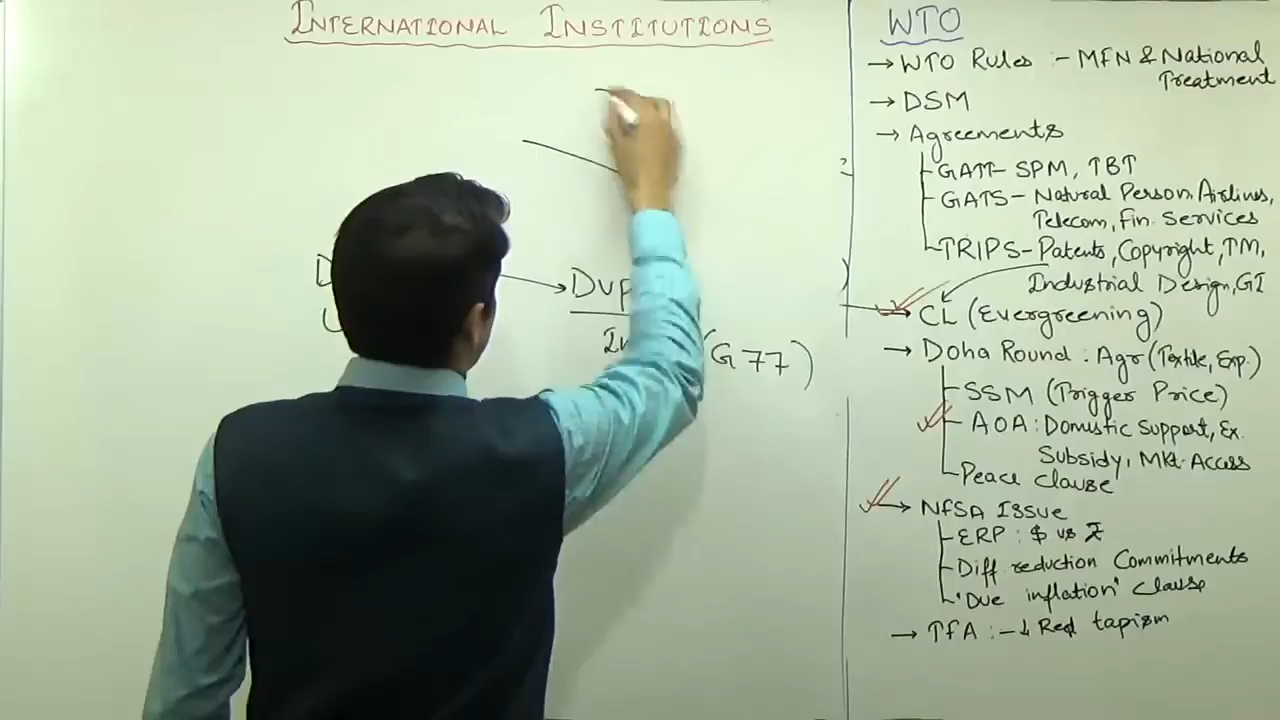 INTERNATIONAL INSTITUTIONS
Dvp
(G77)
WTO
→ WTO Rules :- MFN & National
Treatment
→ DSM
→ Agreements
GATT- SPM, TBT
GATS- Natural Person, Airlines,
Telecom, Fin. Services
TRIPS- Patents, Copyright, TM,
Industrial Design, GI
→ CL (Evergreening)
→ Doha Round : Agr (Textile, Exp.)
SSM (Trigger Price)
AOA : Domistic Support, Ex.
Subsidy, Mkt. Access
Peace Clause
→ NFSA Issue
ERP : $ vs ₹
Diff reduction Commitments
'Due inflation' Clause
→ TFA :- ↓ Red tapism